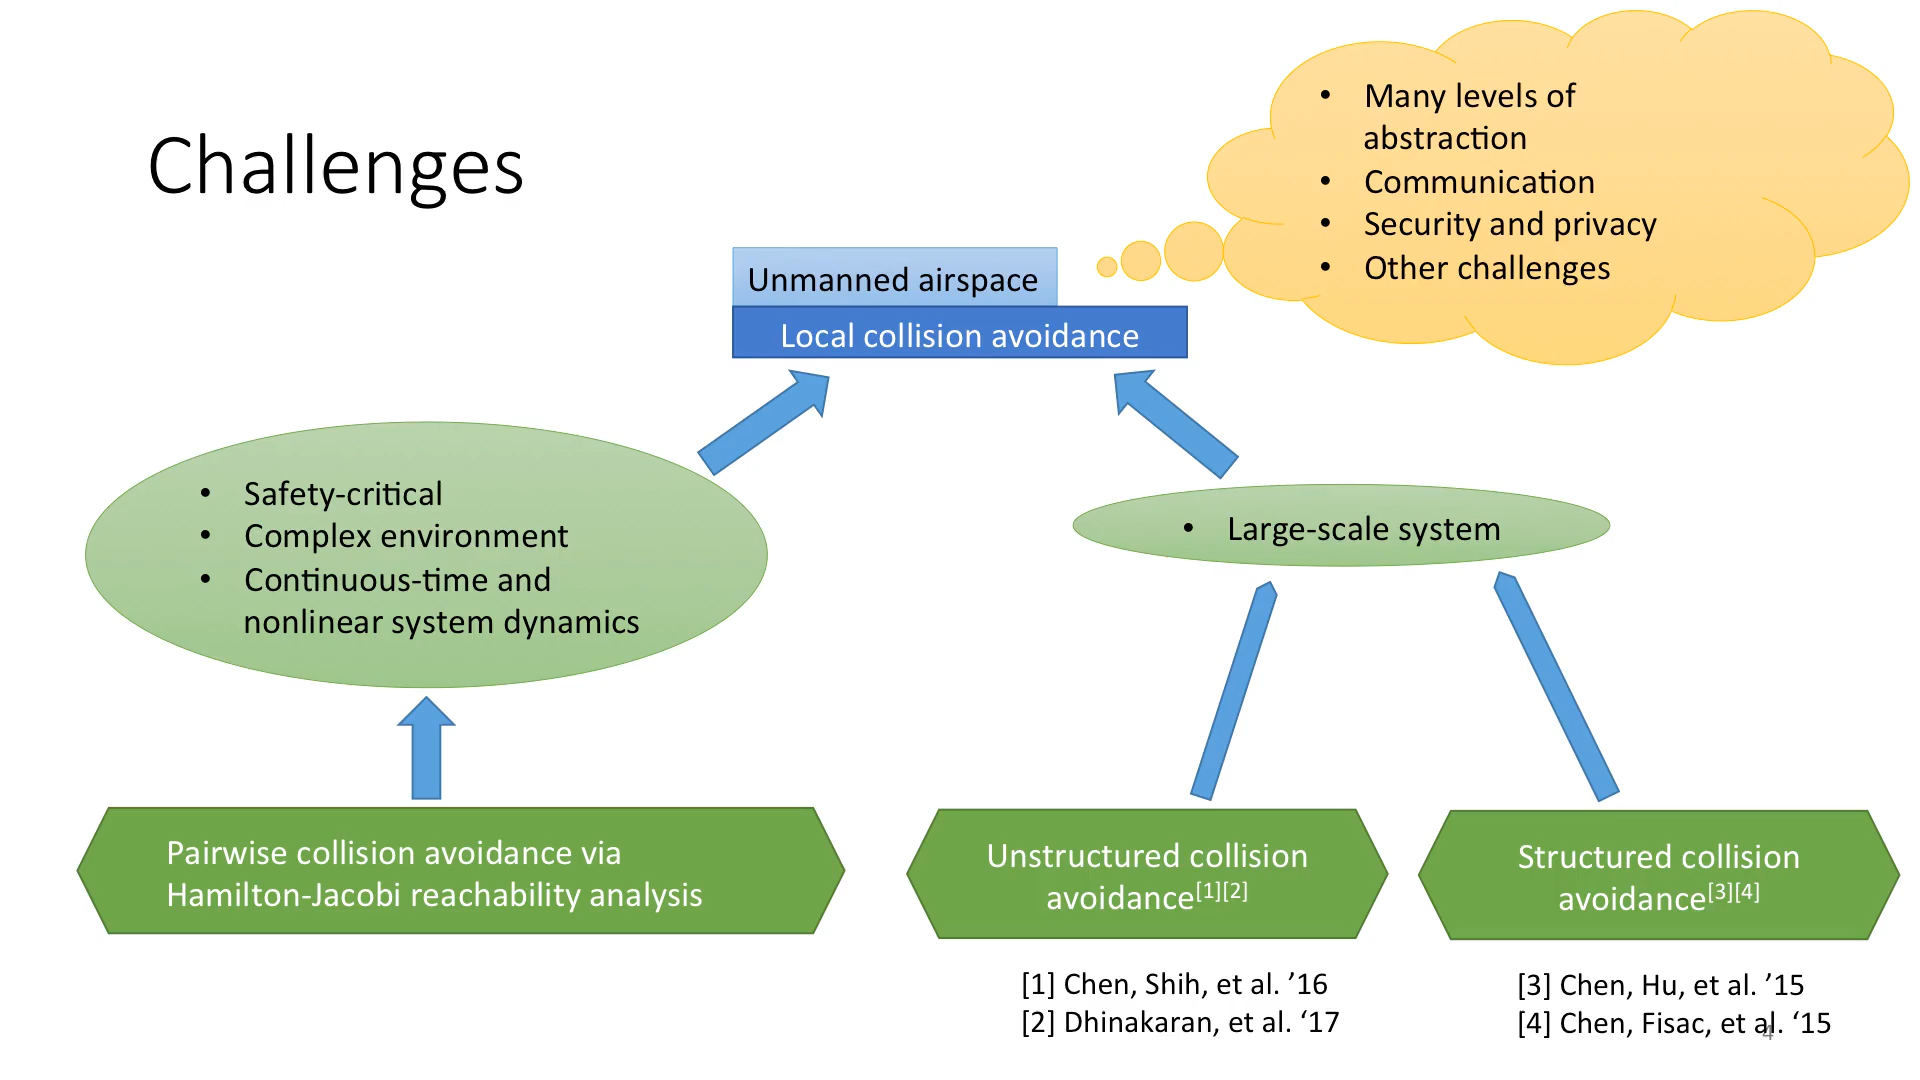 Challenges
• Many levels of
abstraction
• Communication
• Security and privacy
• Other challenges
Unmanned airspace
Local collision avoidance
• Safety-critical
• Complex environment
• Continuous-time and
nonlinear system dynamics
• Large-scale system
Pairwise collision avoidance via
Hamilton-Jacobi reachability analysis
Unstructured collision
avoidance[1][2]
Structured collision
avoidance[3][4]
[1] Chen, Shih, et al. ’16
[2] Dhinakaran, et al. ‘17
[3] Chen, Hu, et al. ’15
[4] Chen, Fisac, et al. ‘15
4